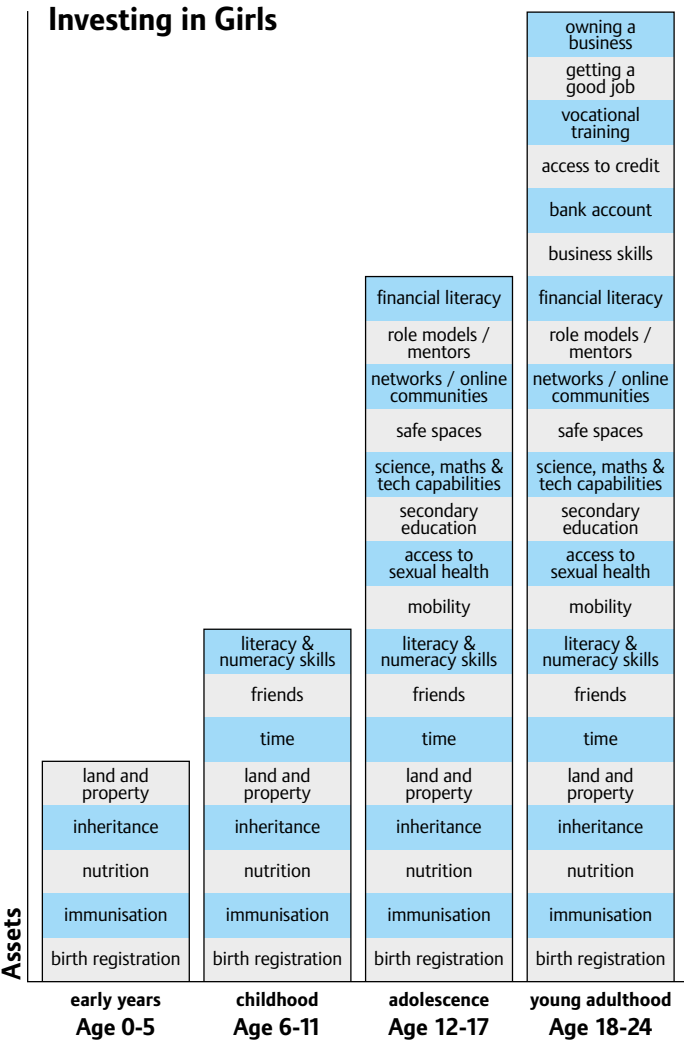 Investing in Girls
Assets
land and
property
inheritance
nutrition
immunisation
birth registration
early years
Age 0-5
literacy &
numeracy skills
friends
time
land and
property
inheritance
nutrition
immunisation
birth registration
childhood
Age 6-11
financial literacy
role models /
mentors
networks / online
communities
safe spaces
science, maths &
tech capabilities
secondary
education
access to
sexual health
mobility
literacy &
numeracy skills
friends
time
land and
property
inheritance
nutrition
immunisation
birth registration
adolescence
Age 12-17
owning a
business
getting a
good job
vocational
training
access to credit
bank account
business skills
financial literacy
role models /
mentors
networks / online
communities
safe spaces
science, maths &
tech capabilities
secondary
education
access to
sexual health
mobility
literacy &
numeracy skills
friends
time
land and
property
inheritance
nutrition
immunisation
birth registration
young adulthood
Age 18-24